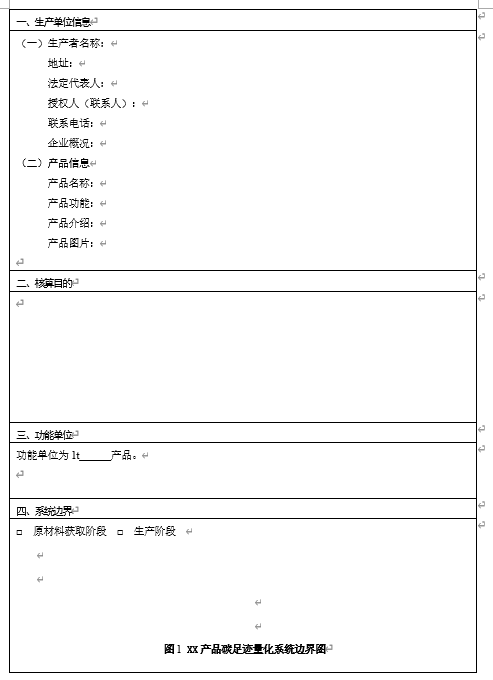 一、生产单位信息
（一）生产者名称：
地址：
法定代表人：
授权人（联系人）：
联系电话：
企业概况：
（二）产品信息
产品名称：
产品功能：
产品介绍：
产品图片：
二、核算目的
三、功能单位
功能单位为 1t______产品。
四、系统边界
□ 原材料获取阶段 □ 生产阶段
图 1 XX 产品碳足迹量化系统边界图